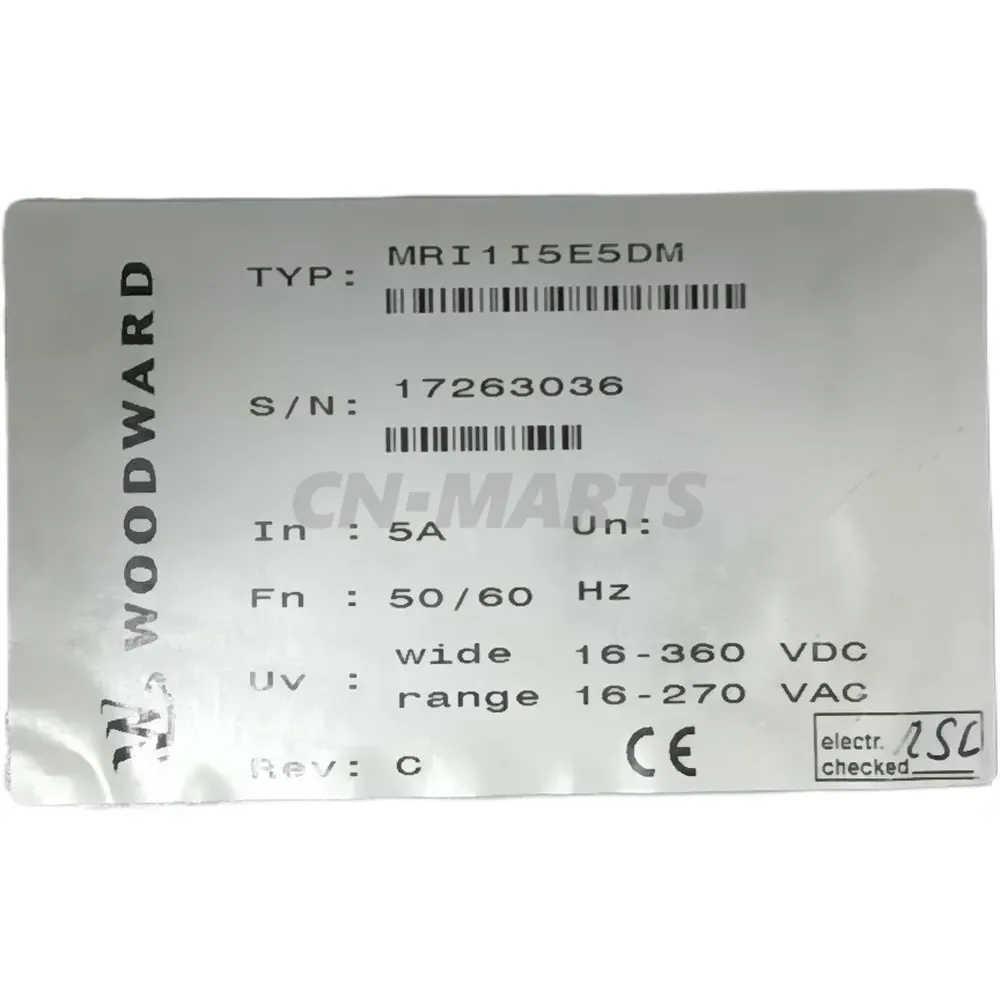 WOODWARD
TYP: MRI1I5E5DM
S/N: 17263036
CN-MARTS
In : 5A Un:
Fn : 50/60 Hz
Uv : wide 16-360 VDC
range 16-270 VAC
Rev: C CE
electr.
checked